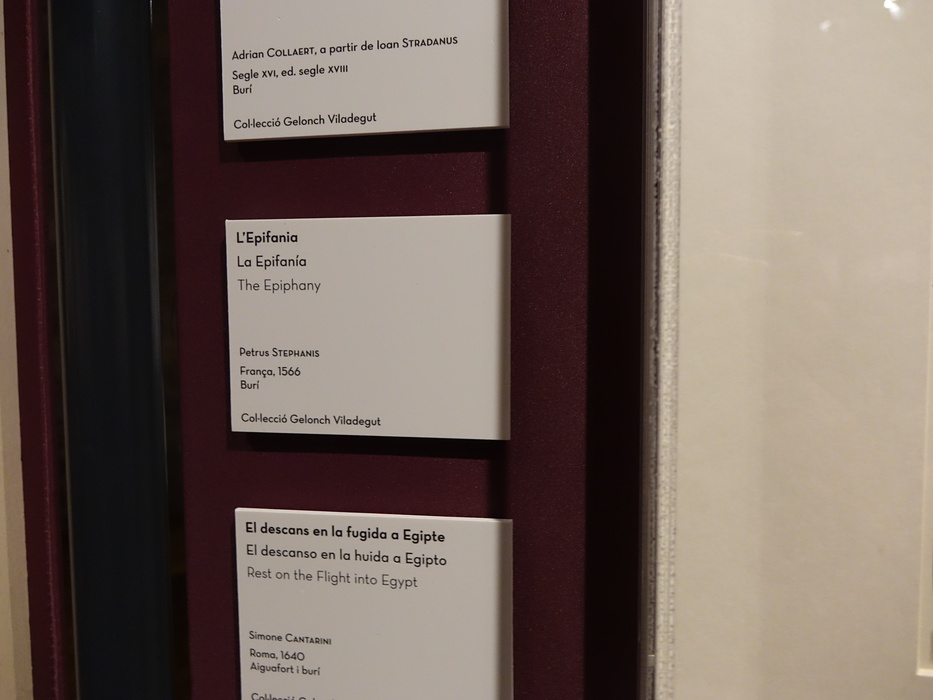 Adrian COLLAERT, a partir de Ioan STRADANUS
Segle XVI, ed. segle XVIII
Burí
Col·lecció Gelonch Viladegut
L'Epifania
La Epifanía
The Epiphany
Petrus STEPHANIS
França, 1566
Burí
Col·lecció Gelonch Viladegut
El descans en la fugida a Egipte
El descanso en la huida a Egipto
Rest on the Flight into Egypt
Simone CANTARINI
Roma, 1640
Aiguafort i burí